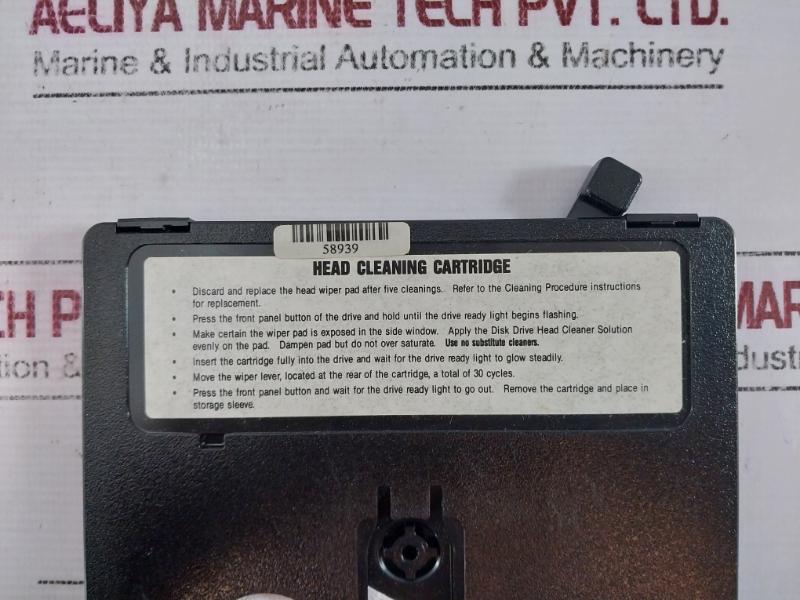 AELIYA MARINE TECH PVT. LTD.
Marine & Industrial Automation & Machinery
58939
HEAD CLEANING CARTRIDGE
• Discard and replace the head wiper pad after five cleanings. Refer to the Cleaning Procedure instructions
for replacement.
• Press the front panel button of the drive and hold until the drive ready light begins flashing.
• Make certain the wiper pad is exposed in the side window. Apply the Disk Drive Head Cleaner Solution
evenly on the pad. Dampen pad but do not over saturate. Use no substitute cleaners.
• Insert the cartridge fully into the drive and wait for the drive ready light to glow steadily.
• Move the wiper lever, located at the rear of the cartridge, a total of 30 cycles.
• Press the front panel button and wait for the drive ready light to go out. Remove the cartridge and place in
storage sleeve.